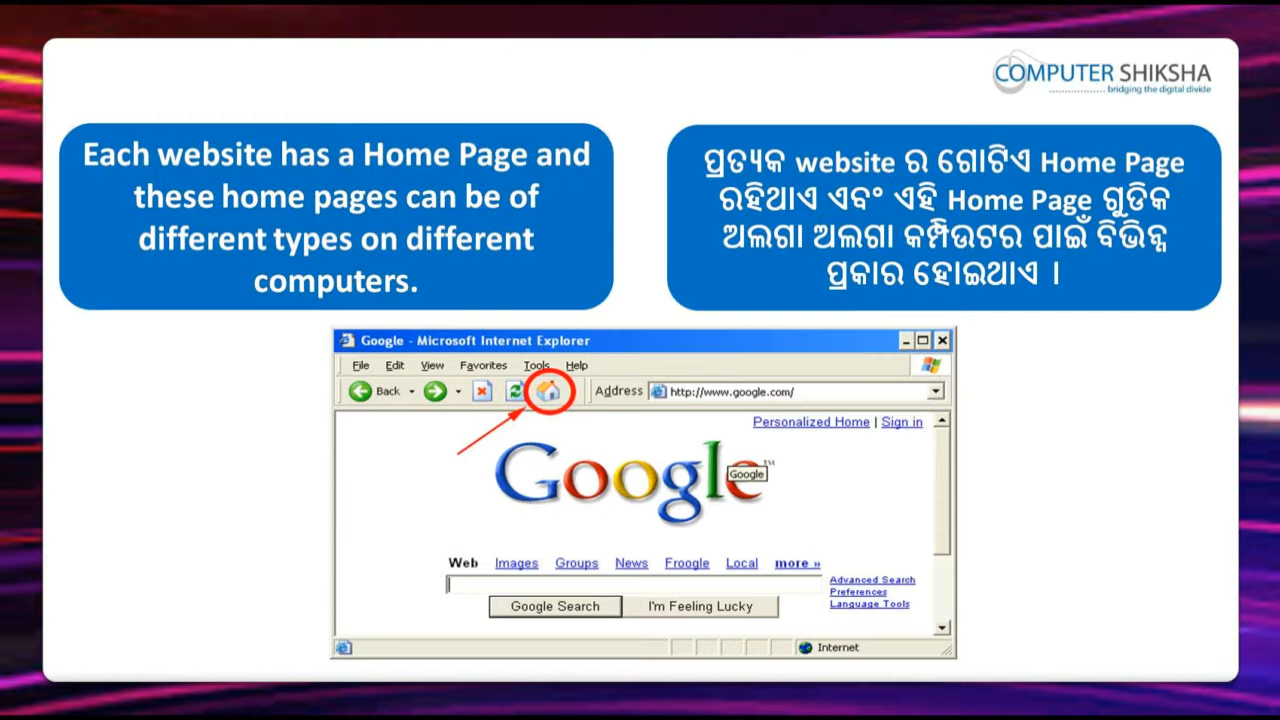 COMPUTER SHIKSHA
bridging the digital divide
Each website has a Home Page and
these home pages can be of
different types on different
computers.
ପ୍ରତ୍ୟକ website ର ଗୋଟିଏ Home Page
ରହିଥାଏ ଏବଂ ଏହି Home Page ଗୁଡିକ
ଅଲଗା ଅଲଗା କମ୍ପିଉଟର ପାଇଁ ବିଭିନ୍ନ
ପ୍ରକାର ହୋଇଥାଏ ।
Google - Microsoft Internet Explorer
File Edit View Favorites Tools Help
Back Address http://www.google.com/
Personalized Home | Sign in
Google™
Google
Web Images Groups News Froogle Local more »
Advanced Search
Preferences
Language Tools
Google Search I'm Feeling Lucky
Internet